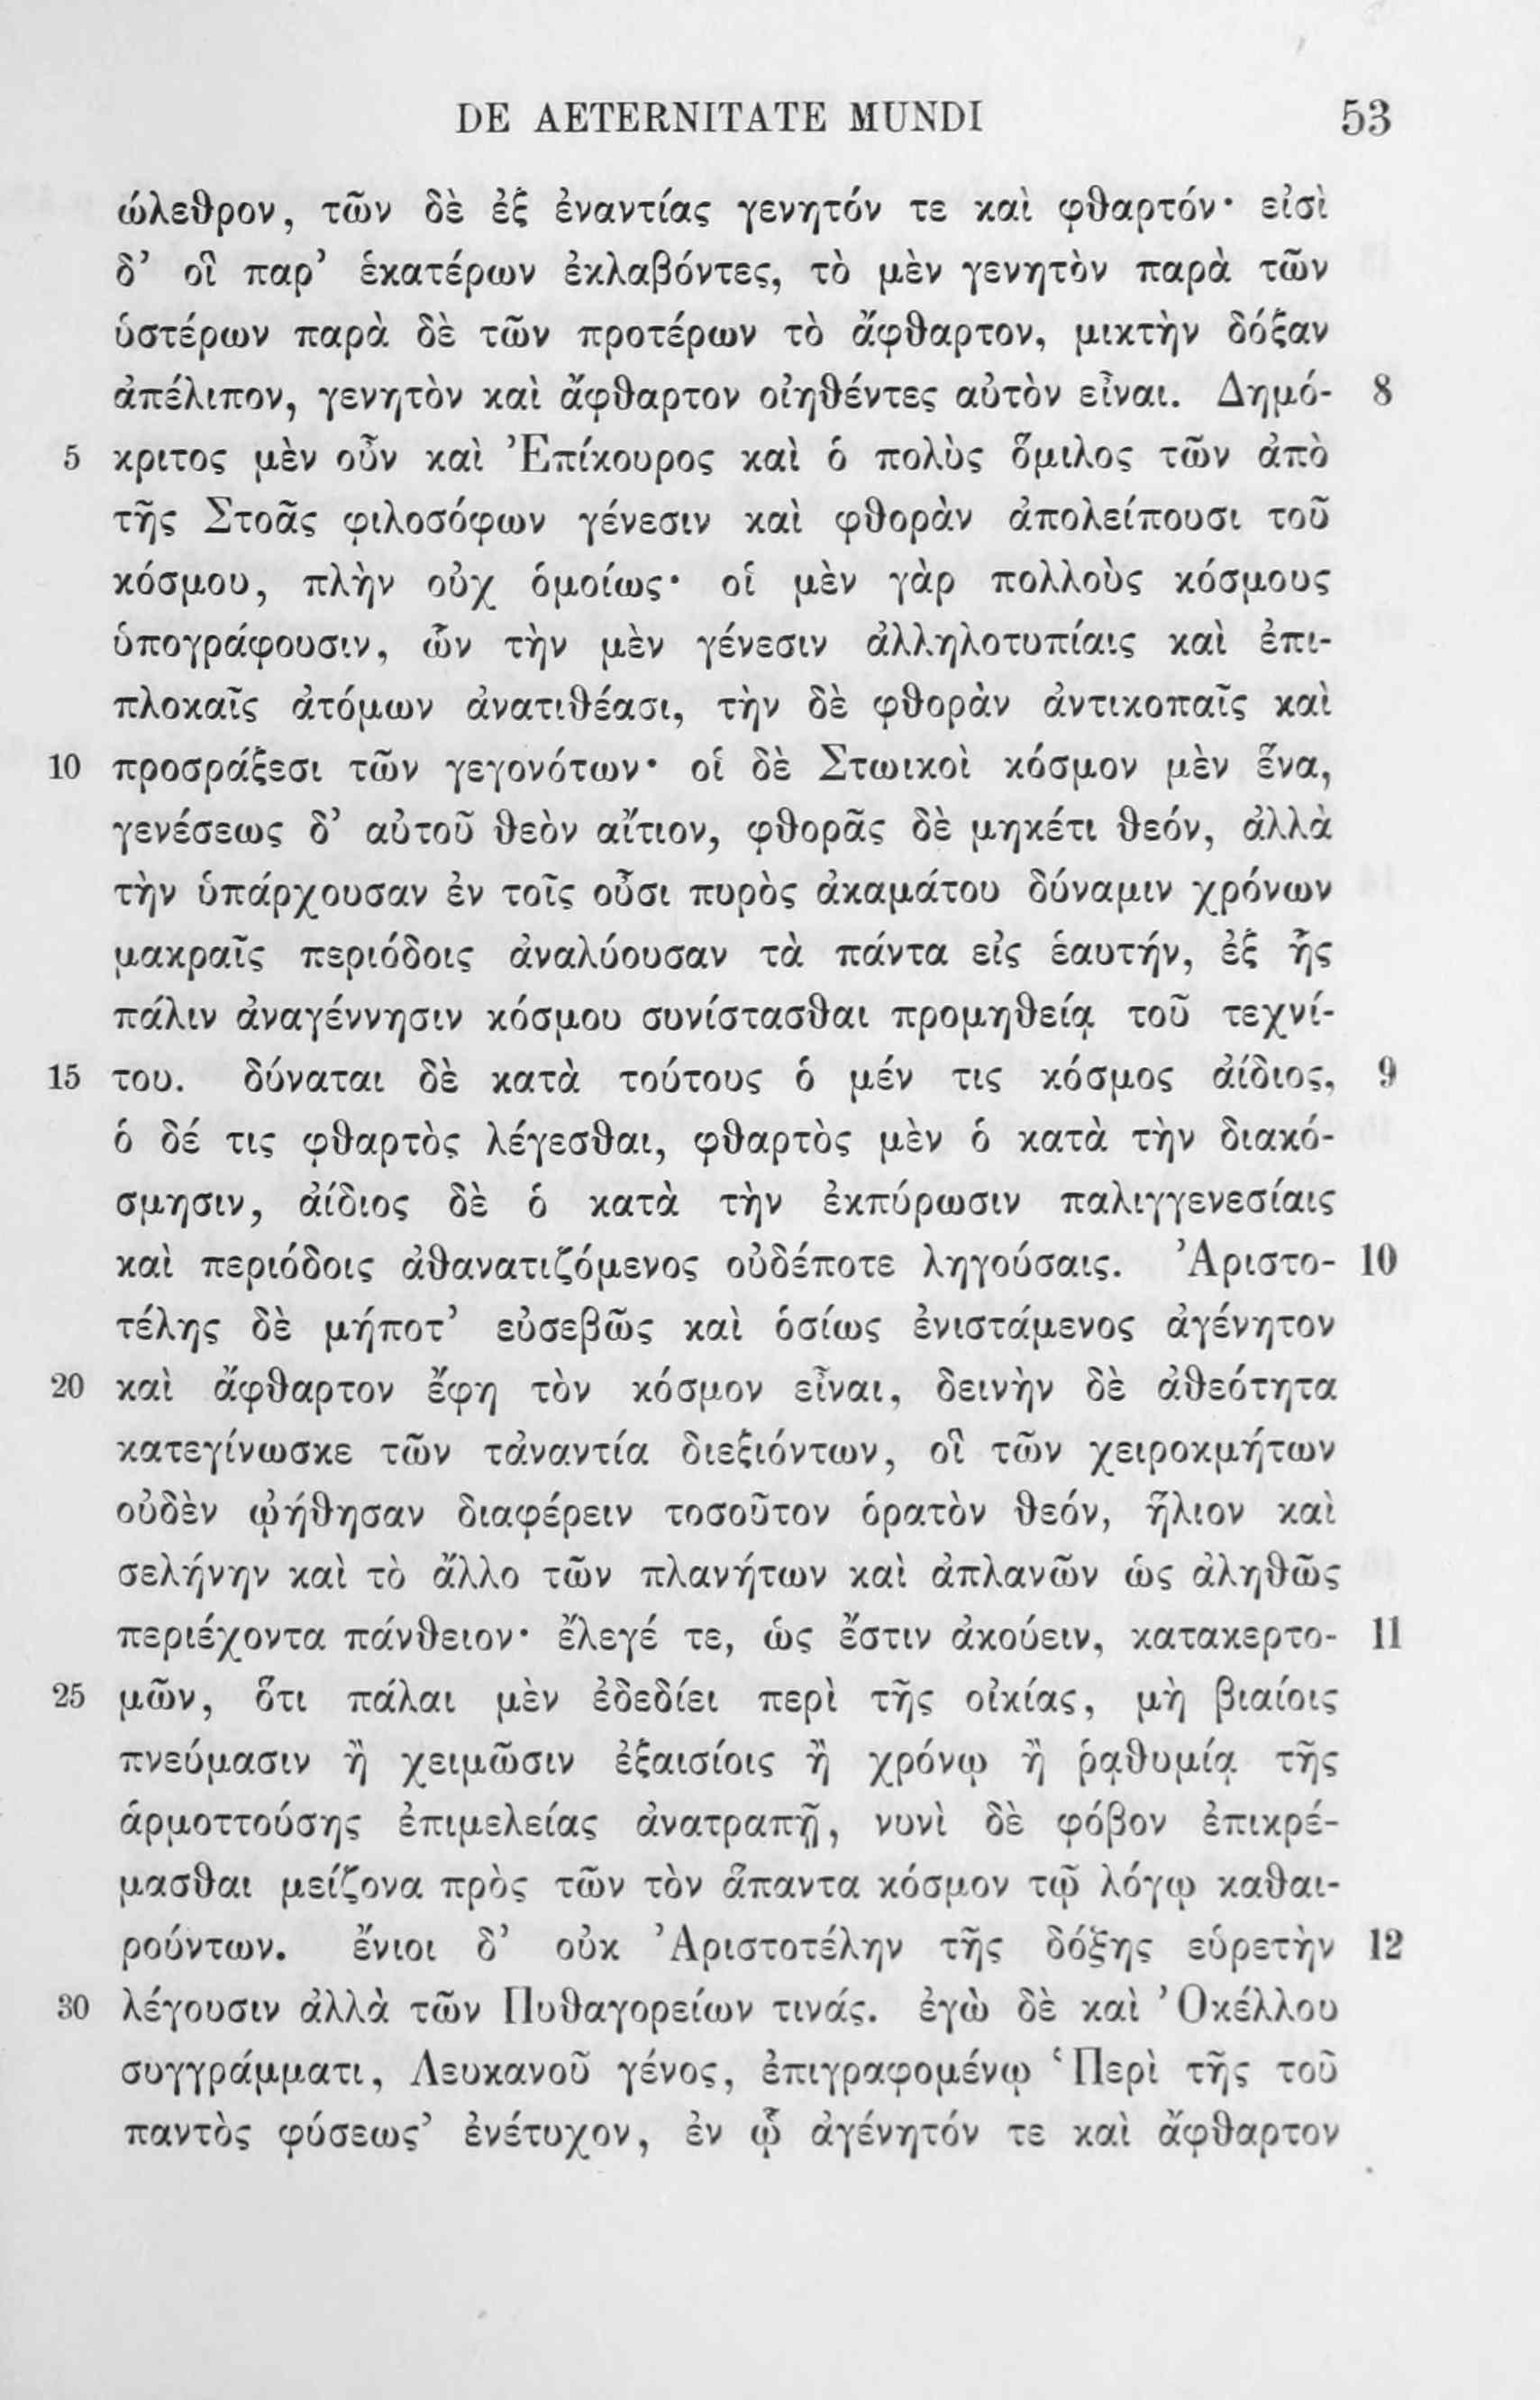 DE AETERNITATE MUNDI 53
ώλεθρον, τῶν δὲ ἐξ ἐναντίας γενητόν τε καὶ φθαρτόν· εἰσὶ
δ’ οἳ παρ’ ἑκατέρων ἐκλαβόντες, τὸ μὲν γενητὸν παρὰ τῶν
ὑστέρων παρὰ δὲ τῶν προτέρων τὸ ἄφθαρτον, μικτὴν δόξαν
ἀπέλιπον, γενητὸν καὶ ἄφθαρτον οἰηθέντες αὐτὸν εἶναι. Δημό- 8
5 κριτος μὲν οὖν καὶ Ἐπίκουρος καὶ ὁ πολὺς ὅμιλος τῶν ἀπὸ
τῆς Στοᾶς φιλοσόφων γένεσιν καὶ φθορὰν ἀπολείπουσι τοῦ
κόσμου, πλὴν οὐχ ὁμοίως· οἱ μὲν γὰρ πολλοὺς κόσμους
ὑπογράφουσιν, ὧν τὴν μὲν γένεσιν ἀλληλοτυπίαις καὶ ἐπι-
πλοκαῖς ἀτόμων ἀνατιθέασι, τὴν δὲ φθορὰν ἀντικοπαῖς καὶ
10 προσράξεσι τῶν γεγονότων· οἱ δὲ Στωικοὶ κόσμον μὲν ἕνα,
γενέσεως δ’ αὐτοῦ θεὸν αἴτιον, φθορᾶς δὲ μηκέτι θεόν, ἀλλὰ
τὴν ὑπάρχουσαν ἐν τοῖς οὖσι πυρὸς ἀκαμάτου δύναμιν χρόνων
μακραῖς περιόδοις ἀναλύουσαν τὰ πάντα εἰς ἑαυτήν, ἐξ ἧς
πάλιν ἀναγέννησιν κόσμου συνίστασθαι προμηθείᾳ τοῦ τεχνί-
15 του. δύναται δὲ κατὰ τούτους ὁ μέν τις κόσμος ἀίδιος, 9
ὁ δέ τις φθαρτὸς λέγεσθαι, φθαρτὸς μὲν ὁ κατὰ τὴν διακό-
σμησιν, ἀίδιος δὲ ὁ κατὰ τὴν ἐκπύρωσιν παλιγγενεσίαις
καὶ περιόδοις ἀθανατιζόμενος οὐδέποτε ληγούσαις. Ἀριστο- 10
τέλης δὲ μήποτ’ εὐσεβῶς καὶ ὁσίως ἐνιστάμενος ἀγένητον
20 καὶ ἄφθαρτον ἔφη τὸν κόσμον εἶναι, δεινὴν δὲ ἀθεότητα
κατεγίνωσκε τῶν τἀναντία διεξιόντων, οἳ τῶν χειροκμήτων
οὐδὲν ᾠήθησαν διαφέρειν τοσοῦτον ὁρατὸν θεόν, ἥλιον καὶ
σελήνην καὶ τὸ ἄλλο τῶν πλανήτων καὶ ἀπλανῶν ὡς ἀληθῶς
περιέχοντα πάνθειον· ἔλεγέ τε, ὡς ἔστιν ἀκούειν, κατακερτο- 11
25 μῶν, ὅτι πάλαι μὲν ἐδεδίει περὶ τῆς οἰκίας, μὴ βιαίοις
πνεύμασιν ἢ χειμῶσιν ἐξαισίοις ἢ χρόνῳ ἢ ῥᾳθυμίᾳ τῆς
ἁρμοττούσης ἐπιμελείας ἀνατραπῇ, νυνὶ δὲ φόβον ἐπικρέ-
μασθαι μείζονα πρὸς τῶν τὸν ἅπαντα κόσμον τῷ λόγῳ καθαι-
ρούντων. ἔνιοι δ’ οὐκ Ἀριστοτέλην τῆς δόξης εὑρετὴν 12
30 λέγουσιν ἀλλὰ τῶν Πυθαγορείων τινάς. ἐγὼ δὲ καὶ Ὀκέλλου
συγγράμματι, Λευκανοῦ γένος, ἐπιγραφομένῳ ‘Περὶ τῆς τοῦ
παντὸς φύσεως’ ἐνέτυχον, ἐν ᾧ ἀγένητόν τε καὶ ἄφθαρτον